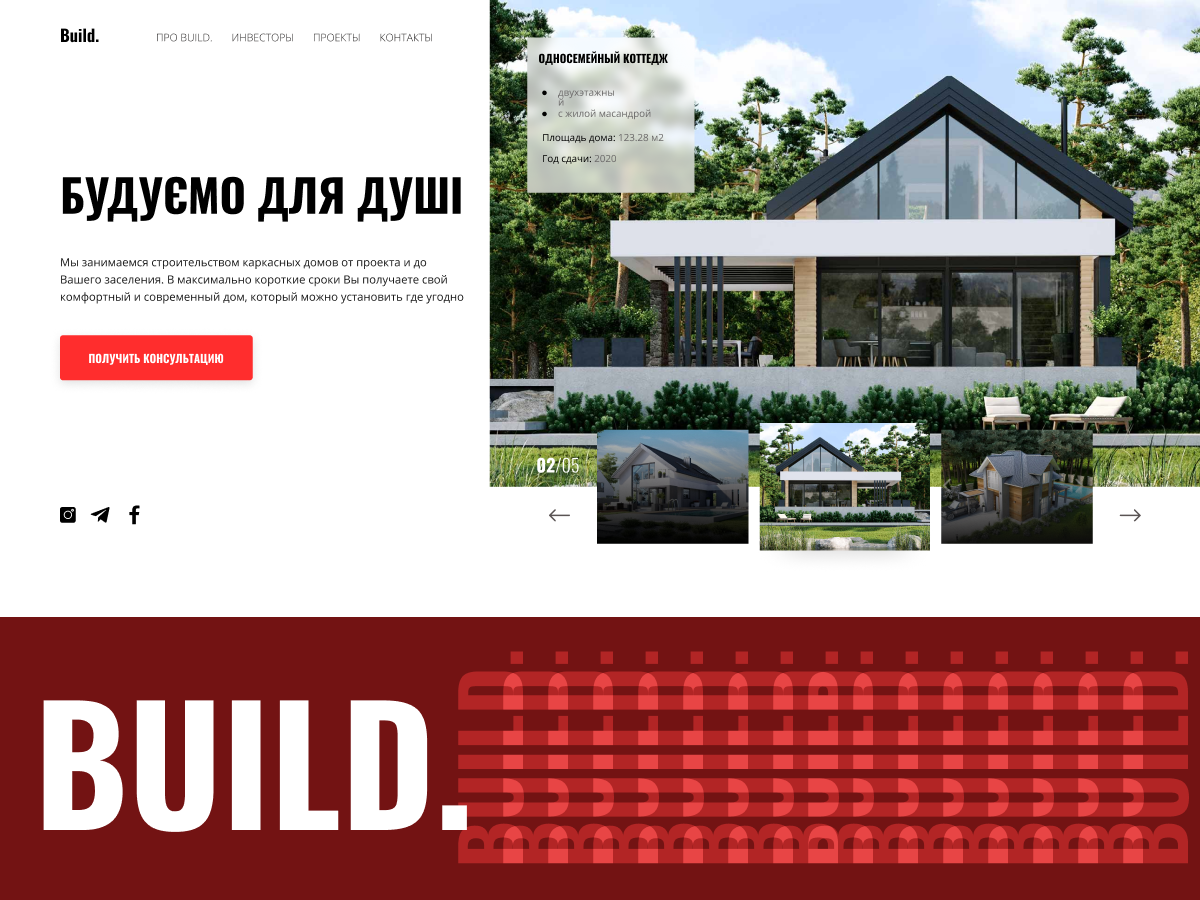 Build.
ПРО BUILD.
ИНВЕСТОРЫ
ПРОЕКТЫ
КОНТАКТЫ
БУДУЄМО ДЛЯ ДУШІ
Мы занимаемся строительством каркасных домов от проекта и до
Вашего заселения. В максимально короткие сроки Вы получаете свой
комфортный и современный дом, который можно установить где угодно
ПОЛУЧИТЬ КОНСУЛЬТАЦИЮ
ОДНОСЕМЕЙНЫЙ КОТТЕДЖ
двухэтажны
й
с жилой масандрой
Площадь дома: 123.28 м2
Год сдачи: 2020
02/05
BUILD.